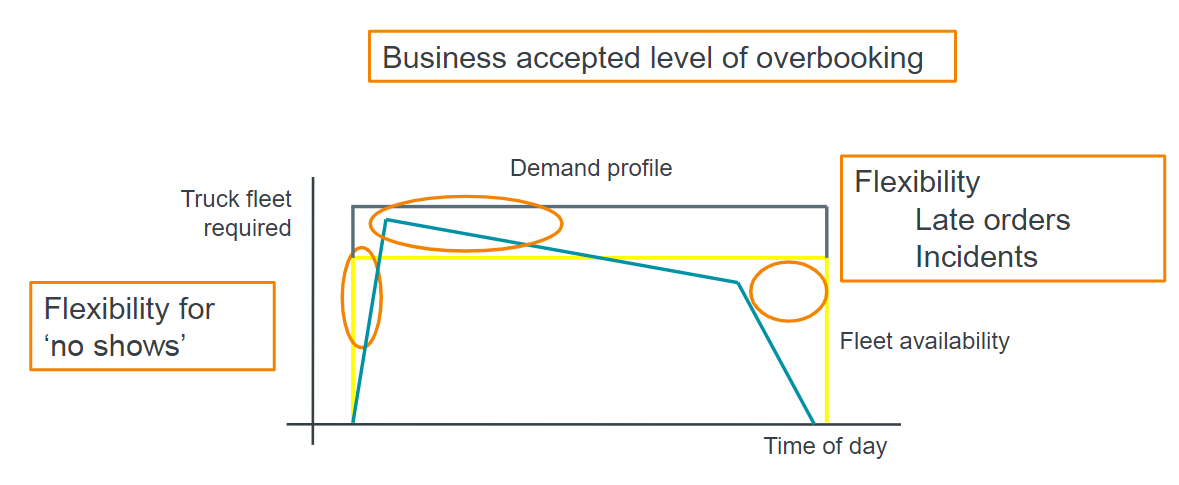 Business accepted level of overbooking
Demand profile
Truck fleet
required
Flexibility
Late orders
Incidents
Flexibility for
‘no shows’
Fleet availability
Time of day